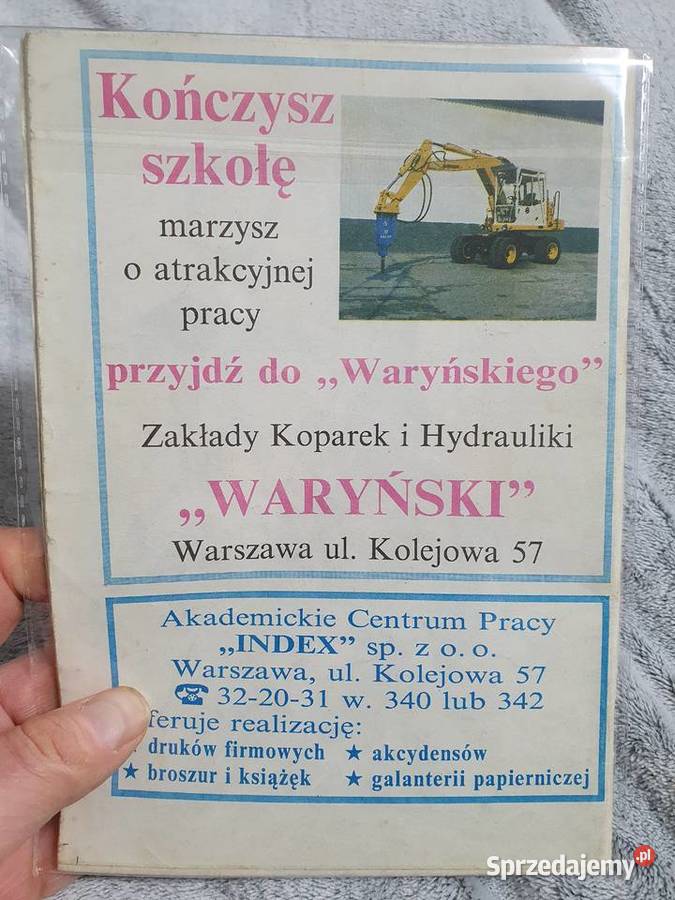 Kończysz
szkołę
marzysz
o atrakcyjnej
pracy
przyjdź do „Waryńskiego”
Zakłady Koparek i Hydrauliki
„WARYŃSKI”
Warszawa ul. Kolejowa 57
Akademickie Centrum Pracy
„INDEX” sp. z o. o.
Warszawa, ul. Kolejowa 57
☎ 32-20-31 w. 340 lub 342
feruje realizację:
★ druków firmowych ★ akcydensów
★ broszur i książęk ★ galanterii papierniczej
Sprzedajemy.pl